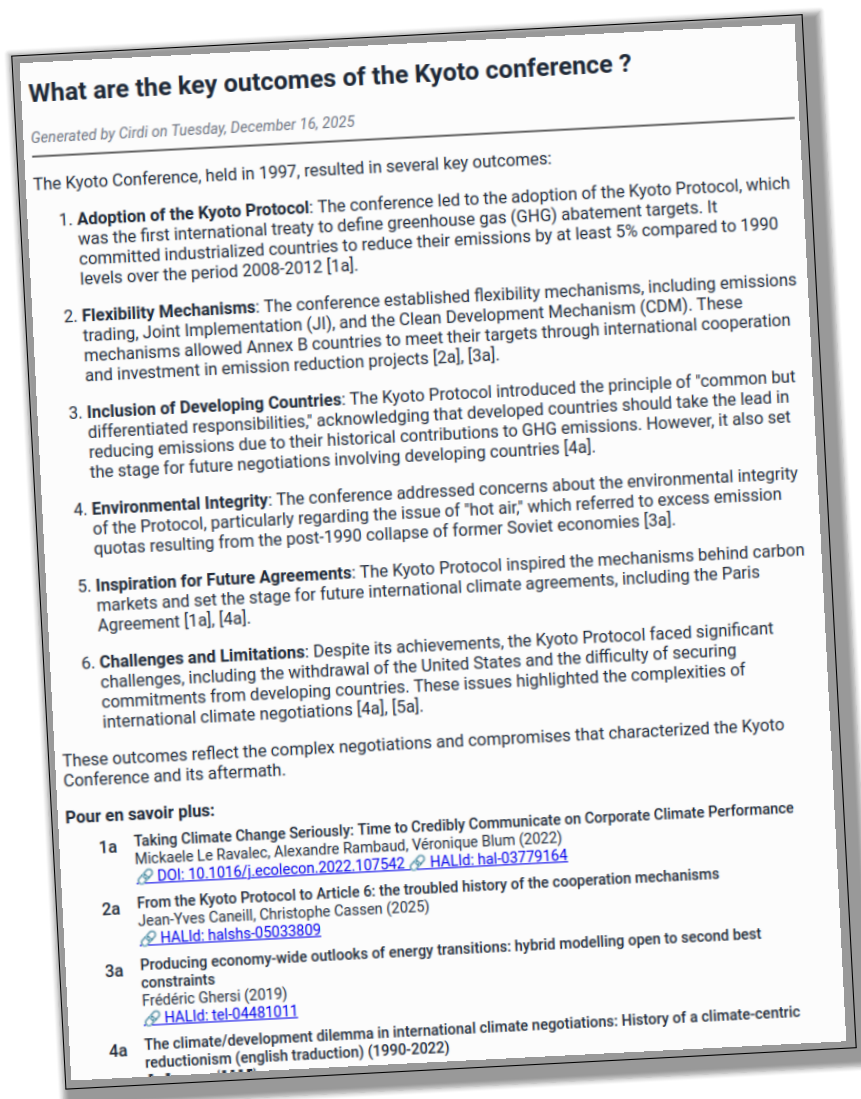 What are the key outcomes of the Kyoto conference ?
Generated by Cirdi on Tuesday, December 16, 2025
The Kyoto Conference, held in 1997, resulted in several key outcomes:
1. Adoption of the Kyoto Protocol: The conference led to the adoption of the Kyoto Protocol, which
was the first international treaty to define greenhouse gas (GHG) abatement targets. It
committed industrialized countries to reduce their emissions by at least 5% compared to 1990
levels over the period 2008-2012 [1a].
2. Flexibility Mechanisms: The conference established flexibility mechanisms, including emissions
trading, Joint Implementation (JI), and the Clean Development Mechanism (CDM). These
mechanisms allowed Annex B countries to meet their targets through international cooperation
and investment in emission reduction projects [2a], [3a].
3. Inclusion of Developing Countries: The Kyoto Protocol introduced the principle of "common but
differentiated responsibilities," acknowledging that developed countries should take the lead in
reducing emissions due to their historical contributions to GHG emissions. However, it also set
the stage for future negotiations involving developing countries [4a].
4. Environmental Integrity: The conference addressed concerns about the environmental integrity
of the Protocol, particularly regarding the issue of "hot air," which referred to excess emission
quotas resulting from the post-1990 collapse of former Soviet economies [3a].
5. Inspiration for Future Agreements: The Kyoto Protocol inspired the mechanisms behind carbon
markets and set the stage for future international climate agreements, including the Paris
Agreement [1a], [4a].
6. Challenges and Limitations: Despite its achievements, the Kyoto Protocol faced significant
challenges, including the withdrawal of the United States and the difficulty of securing
commitments from developing countries. These issues highlighted the complexities of
international climate negotiations [4a], [5a].
These outcomes reflect the complex negotiations and compromises that characterized the Kyoto
Conference and its aftermath.
Pour en savoir plus:
1a Taking Climate Change Seriously: Time to Credibly Communicate on Corporate Climate Performance
Mickaele Le Ravalec, Alexandre Rambaud, Véronique Blum (2022)
DOI: 10.1016/j.ecolecon.2022.107542 HALId: hal-03779164
2a From the Kyoto Protocol to Article 6: the troubled history of the cooperation mechanisms
Jean-Yves Caneill, Christophe Cassen (2025)
HALId: halshs-05033809
3a Producing economy-wide outlooks of energy transitions: hybrid modelling open to second best
constraints
Frédéric Ghersi (2019)
HALId: tel-04481011
4a The climate/development dilemma in international climate negotiations: History of a climate-centric
reductionism (english traduction) (1990-2022)